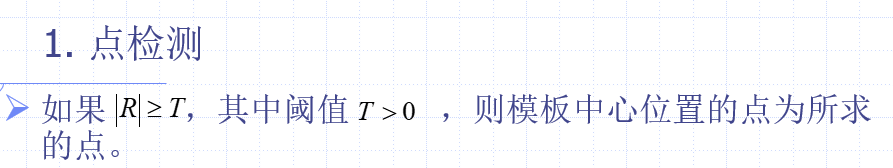 1. 点检测
如果 |R| ≥ T，其中阈值 T > 0 ，则模板中心位置的点为所求
的点。